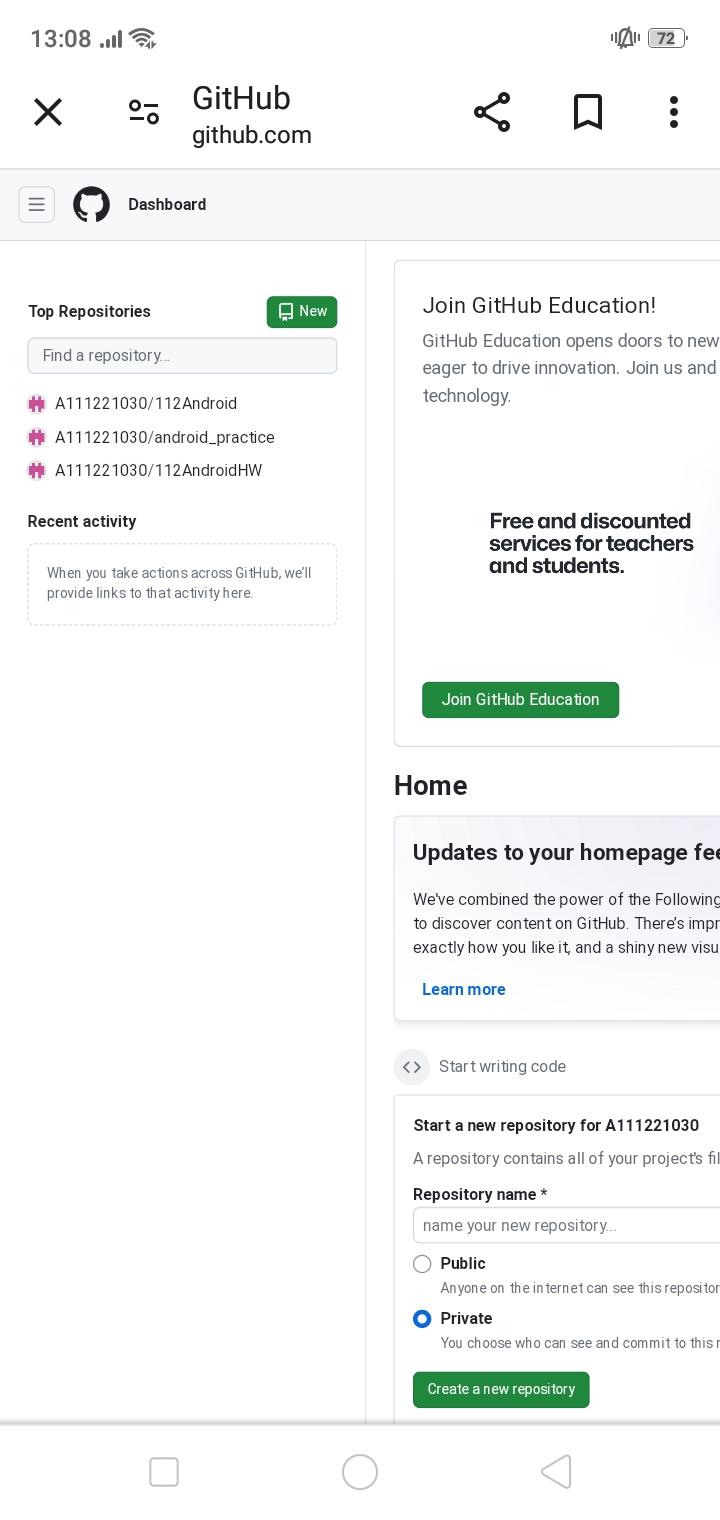 13:08
72
GitHub
github.com
Dashboard
Top Repositories
New
Find a repository...
A111221030/112Android
A111221030/android_practice
A111221030/112AndroidHW
Recent activity
When you take actions across GitHub, we'll
provide links to that activity here.
Join GitHub Education!
GitHub Education opens doors to new
eager to drive innovation. Join us and
technology.
Free and discounted
services for teachers
and students.
Join GitHub Education
Home
Updates to your homepage fee
We've combined the power of the Following
to discover content on GitHub. There's impr
exactly how you like it, and a shiny new visu
Learn more
Start writing code
Start a new repository for A111221030
A repository contains all of your project's fil
Repository name *
name your new repository...
Public
Anyone on the internet can see this repositor
Private
You choose who can see and commit to this r
Create a new repository